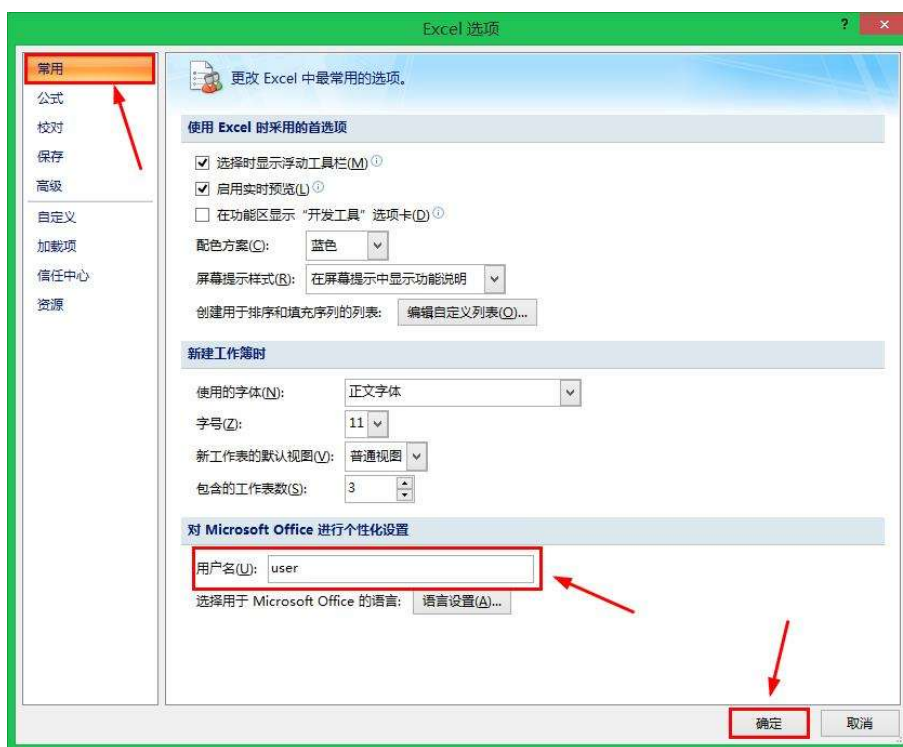 Excel 选项
?
×
常用
公式
校对
保存
高级
自定义
加载项
信任中心
资源
更改 Excel 中最常用的选项。
使用 Excel 时采用的首选项
选择时显示浮动工具栏(M)
启用实时预览(L)
在功能区显示“开发工具”选项卡(D)
配色方案(C): 蓝色
屏幕提示样式(R): 在屏幕提示中显示功能说明
创建用于排序和填充序列的列表: 编辑自定义列表(O)...
新建工作簿时
使用的字体(N): 正文字体
字号(Z): 11
新工作表的默认视图(V): 普通视图
包含的工作表数(S): 3
对 Microsoft Office 进行个性化设置
用户名(U): user
选择用于 Microsoft Office 的语言: 语言设置(A)...
确定 取消